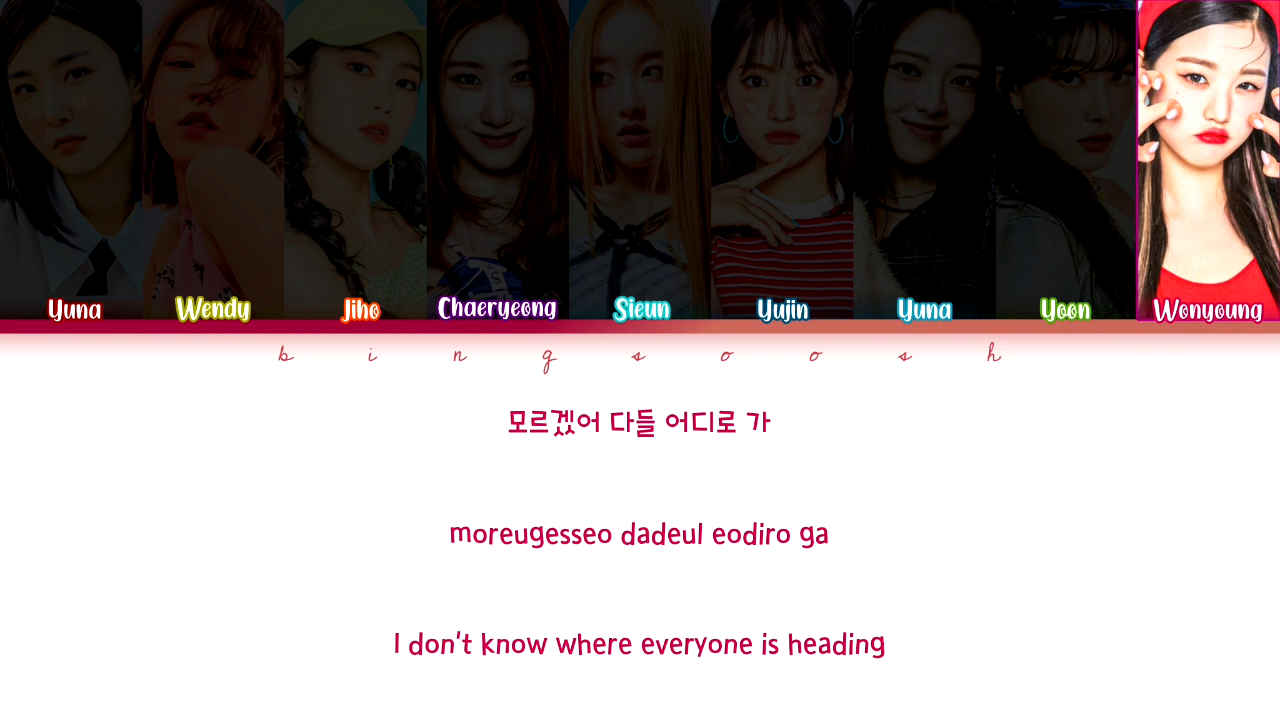 Yuna Wendy Jiho Chaeryeong Sieun Yujin Yuna Yoon Wonyoung
bingsoosh
모르겠어 다들 어디로 가
moreugesseo dadeul eodiro ga
I don't know where everyone is heading